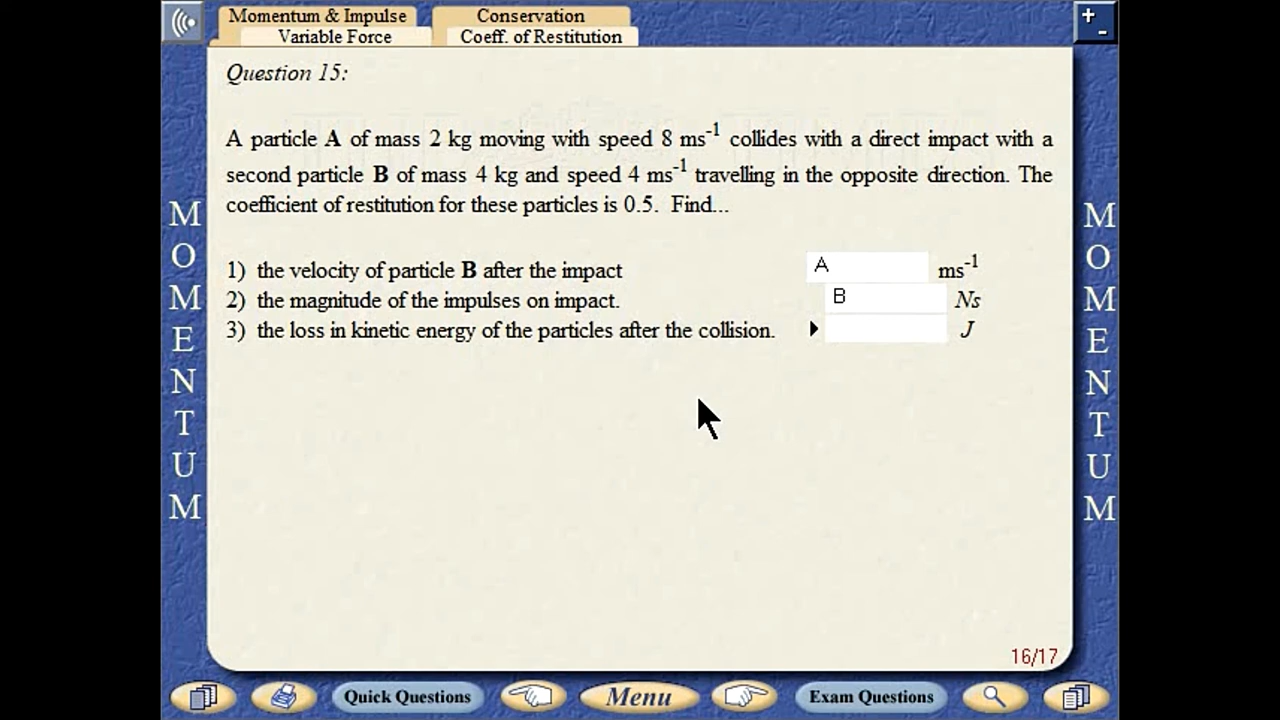 Momentum & Impulse
Conservation
Variable Force
Coeff. of Restitution
+
-
Question 15:
A particle A of mass 2 kg moving with speed 8 ms-1 collides with a direct impact with a
second particle B of mass 4 kg and speed 4 ms-1 travelling in the opposite direction. The
coefficient of restitution for these particles is 0.5. Find...
1) the velocity of particle B after the impact A ms-1
2) the magnitude of the impulses on impact. B Ns
3) the loss in kinetic energy of the particles after the collision. J
MOMENTUM
MOMENTUM
16/17
Quick Questions
Menu
Exam Questions